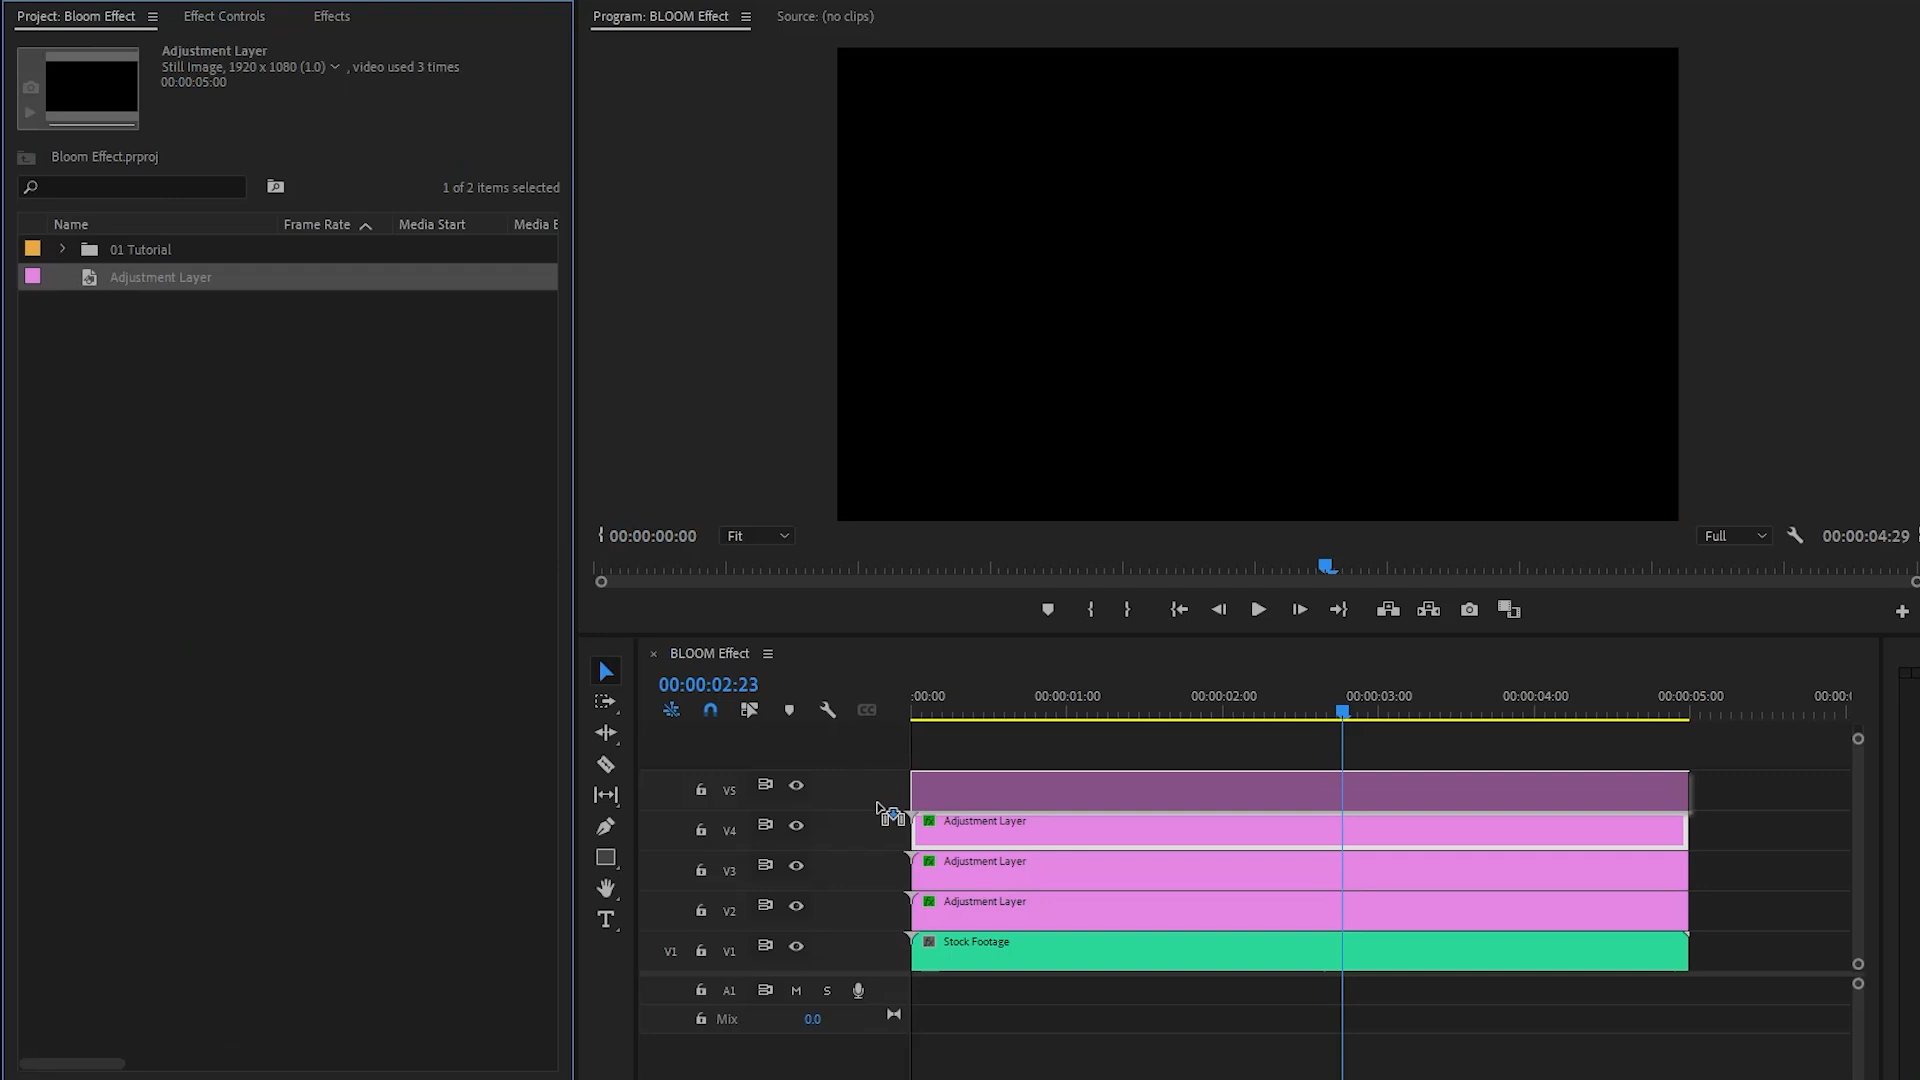 Project: Bloom Effect
Effect Controls
Effects
Program: BLOOM Effect
Source: (no clips)
Adjustment Layer
Still Image, 1920 x 1080 (1.0)
, video used 3 times
00:00:05:00
Bloom Effect.prproj
1 of 2 items selected
Name
Frame Rate
Media Start
Media E
01 Tutorial
Adjustment Layer
00:00:00:00
Fit
Full
00:00:04:29
× BLOOM Effect
00:00:02:23
:00:00
00:00:01:00
00:00:02:00
00:00:03:00
00:00:04:00
00:00:05:00
00:00:
CC
V5
V4
fx Adjustment Layer
V3
fx Adjustment Layer
V2
fx Adjustment Layer
V1
V1
fx Stock Footage
A1
M
S
Mix
0.0
T